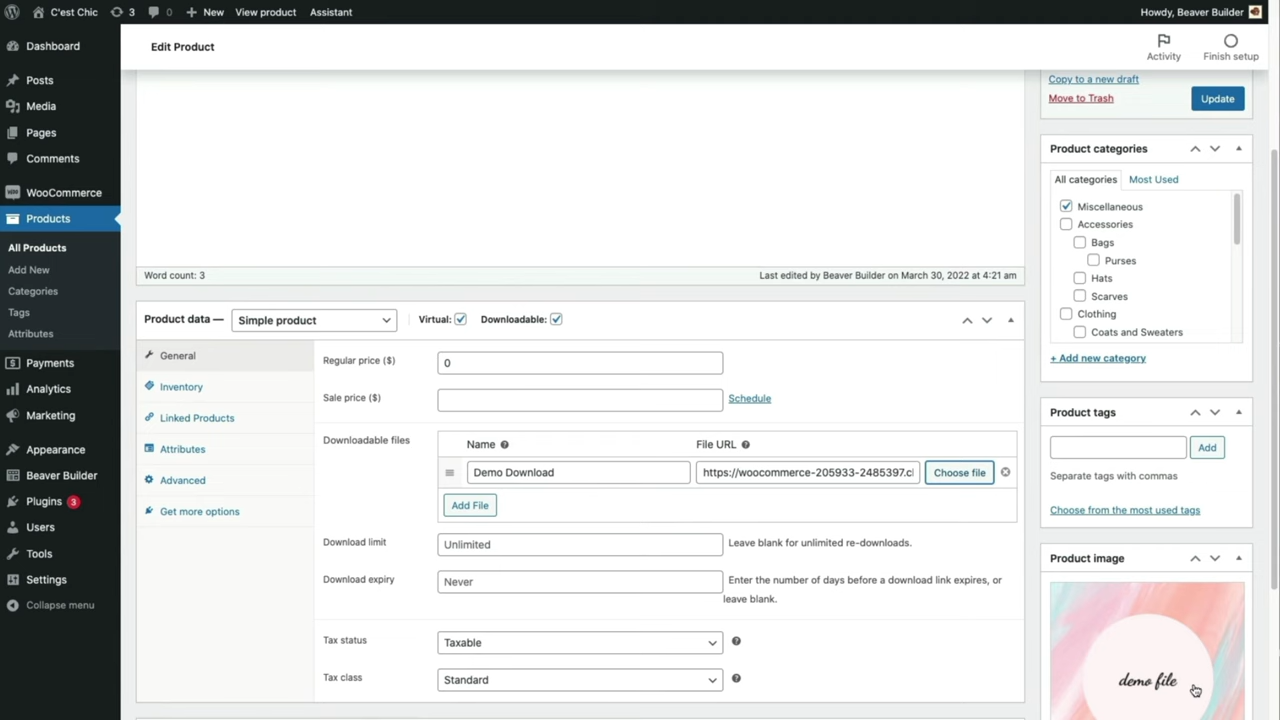 C'est Chic 3 0 New View product Assistant Howdy, Beaver Builder
Edit Product
Activity
Finish setup
Dashboard
Posts
Media
Pages
Comments
WooCommerce
Products
All Products
Add New
Categories
Tags
Attributes
Payments
Analytics
Marketing
Appearance
Beaver Builder
Plugins 3
Users
Tools
Settings
Collapse menu
Word count: 3 Last edited by Beaver Builder on March 30, 2022 at 4:21 am
Product data — Simple product Virtual: Downloadable:
General
Inventory
Linked Products
Attributes
Advanced
Get more options
Regular price ($) 0
Sale price ($) Schedule
Downloadable files Name File URL
Demo Download https://woocommerce-205933-2485397.cl Choose file
Add File
Download limit Unlimited Leave blank for unlimited re-downloads.
Download expiry Never Enter the number of days before a download link expires, or
leave blank.
Tax status Taxable
Tax class Standard
Copy to a new draft
Move to Trash Update
Product categories
All categories Most Used
Miscellaneous
Accessories
Bags
Purses
Hats
Scarves
Clothing
Coats and Sweaters
+ Add new category
Product tags
Add
Separate tags with commas
Choose from the most used tags
Product image
demo file